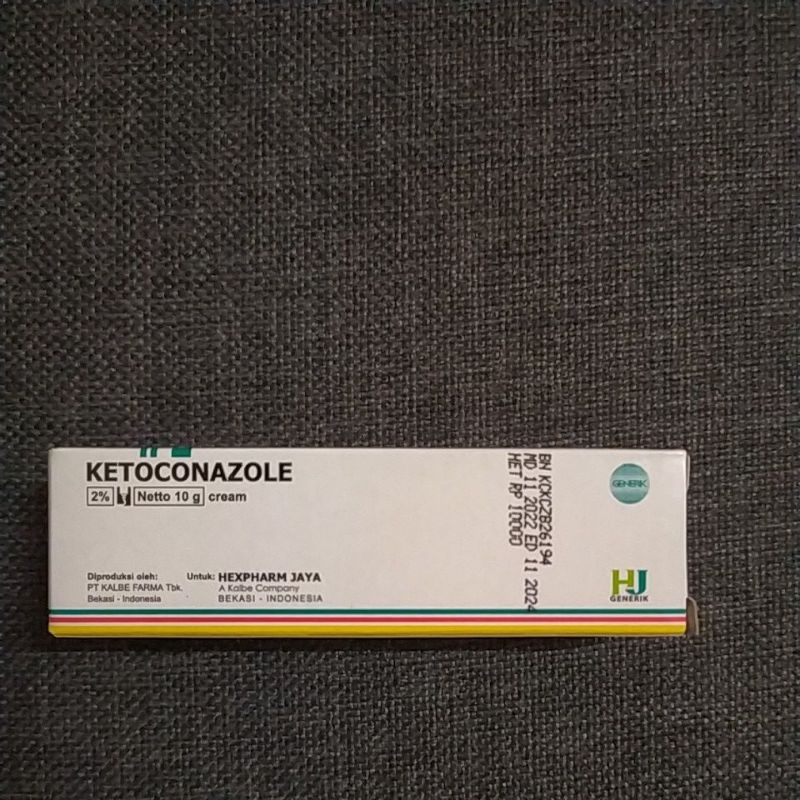 KETOCONAZOLE
2% Netto 10 g cream
Diproduksi oleh:
PT KALBE FARMA Tbk.
Bekasi - Indonesia
Untuk: HEXPHARM JAYA
A Kalbe Company
BEKASI - INDONESIA
BN KCKCZB26194
MD 11 2022 ED 11 2024
HET RP 10000
GENERIK
HJ
GENERIK